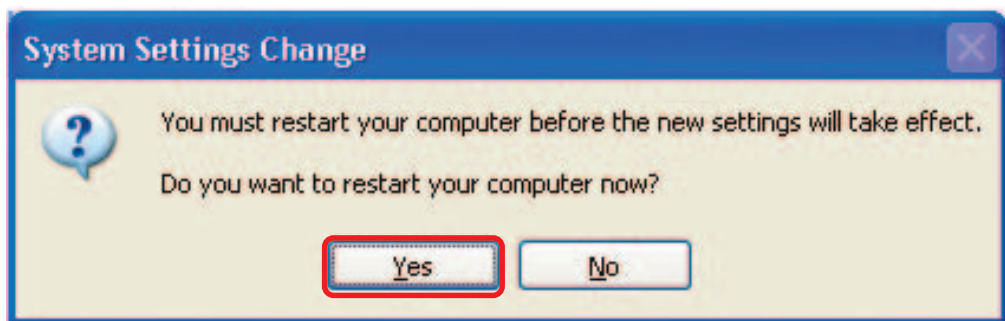 System Settings Change
You must restart your computer before the new settings will take effect.
Do you want to restart your computer now?
Yes No